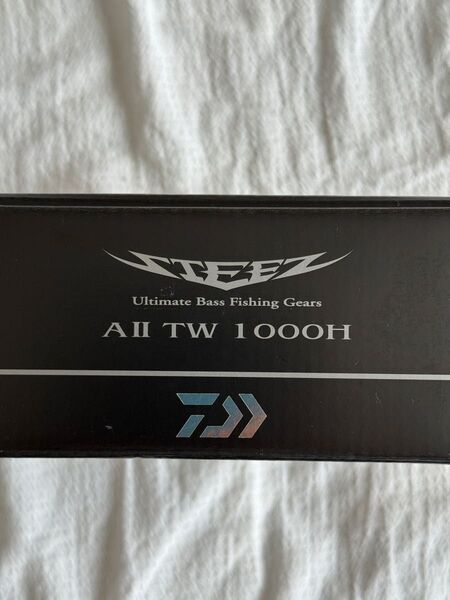 STEEZ
Ultimate Bass Fishing Gears
AII TW 1000H